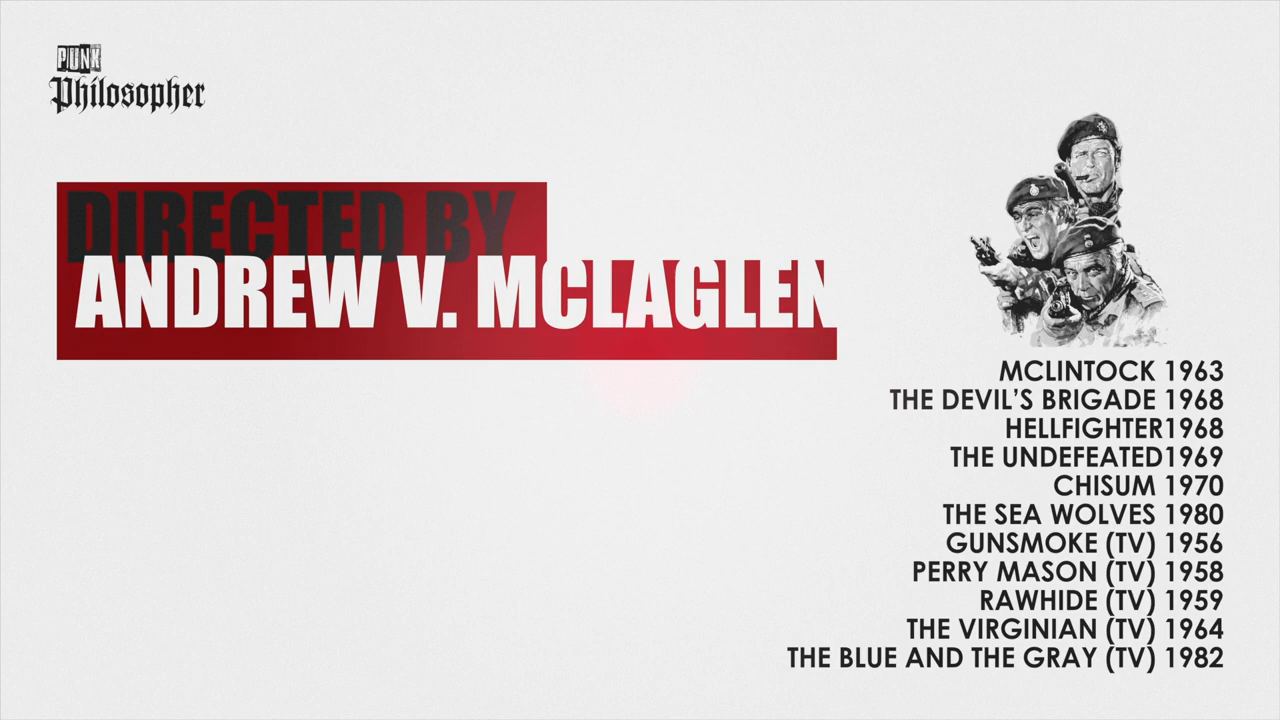 PUNK
Philosopher
DIRECTED BY
ANDREW V. MCLAGLEN
MCLINTOCK 1963
THE DEVIL'S BRIGADE 1968
HELLFIGHTER1968
THE UNDEFEATED1969
CHISUM 1970
THE SEA WOLVES 1980
GUNSMOKE (TV) 1956
PERRY MASON (TV) 1958
RAWHIDE (TV) 1959
THE VIRGINIAN (TV) 1964
THE BLUE AND THE GRAY (TV) 1982